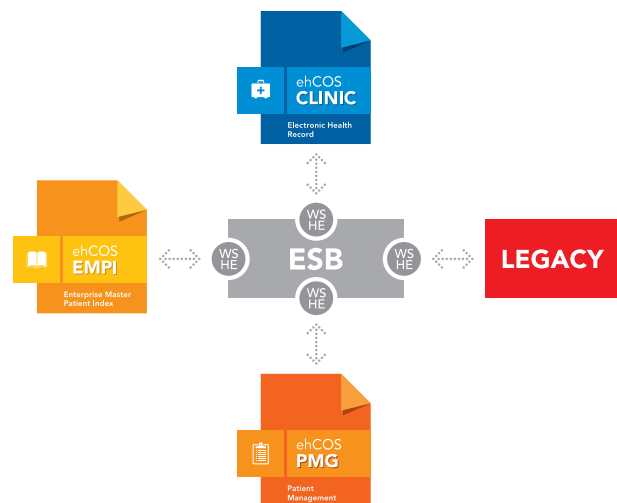 ehCOS
CLINIC
Electronic Health
Record
WS
HE
ehCOS
EMPI
Enterprise Master
Patient Index
WS
HE
ESB
WS
HE
LEGACY
WS
HE
ehCOS
PMG
Patient
Management